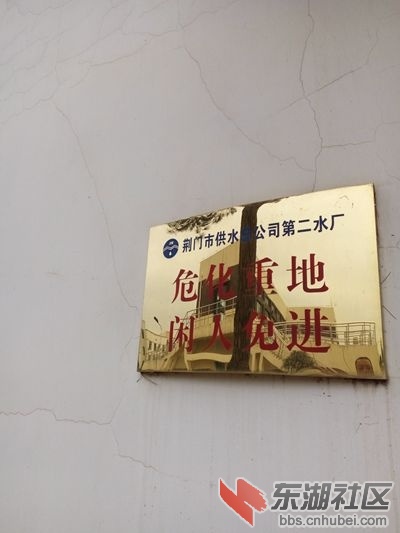 荆门市供水总公司第二水厂
危化重地
闲人免进
东湖社区
bbs.cnhubei.com